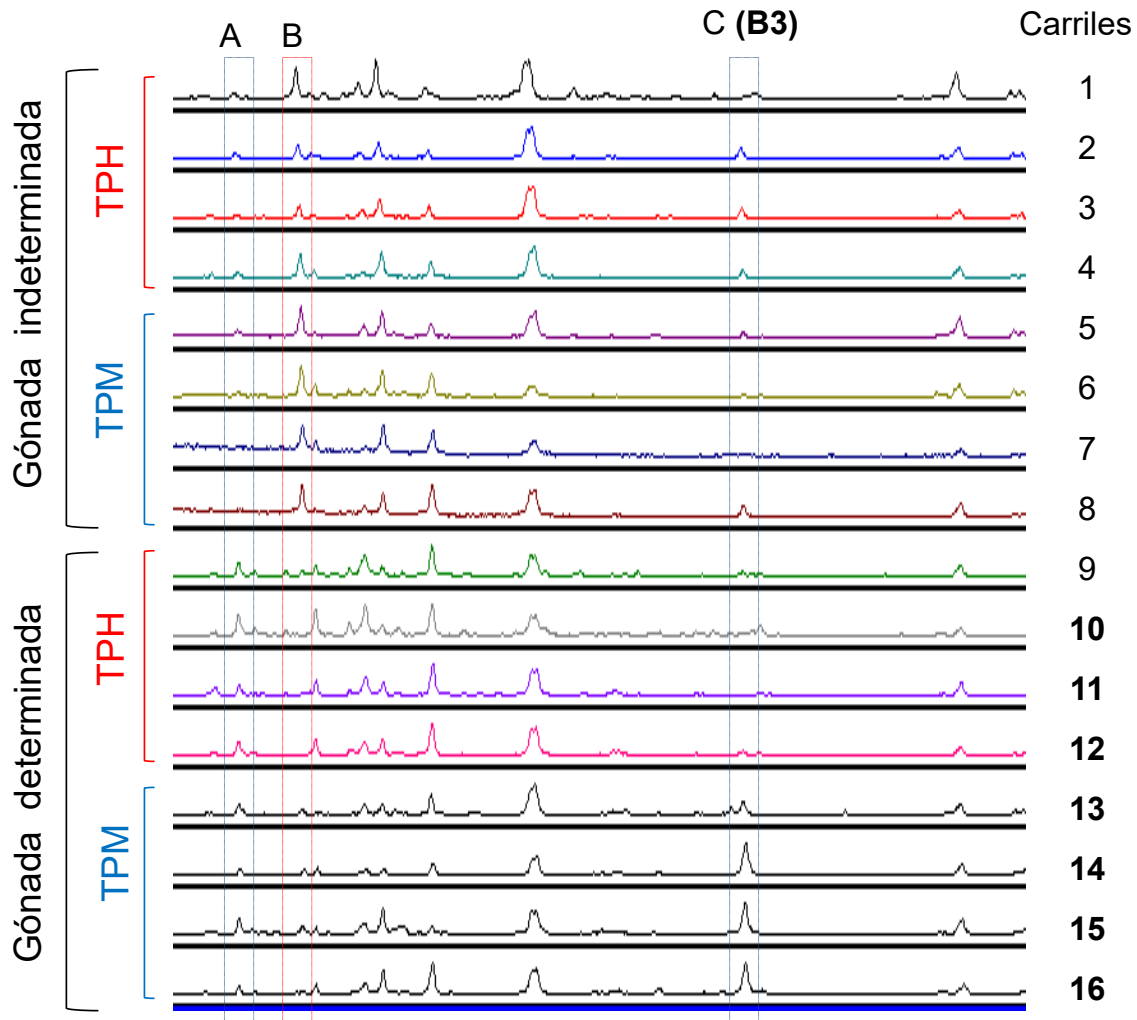 A B C (B3) Carriles
Gónada indeterminada
TPH
1
2
3
4
TPM
5
6
7
8
Gónada determinada
TPH
9
10
11
12
TPM
13
14
15
16